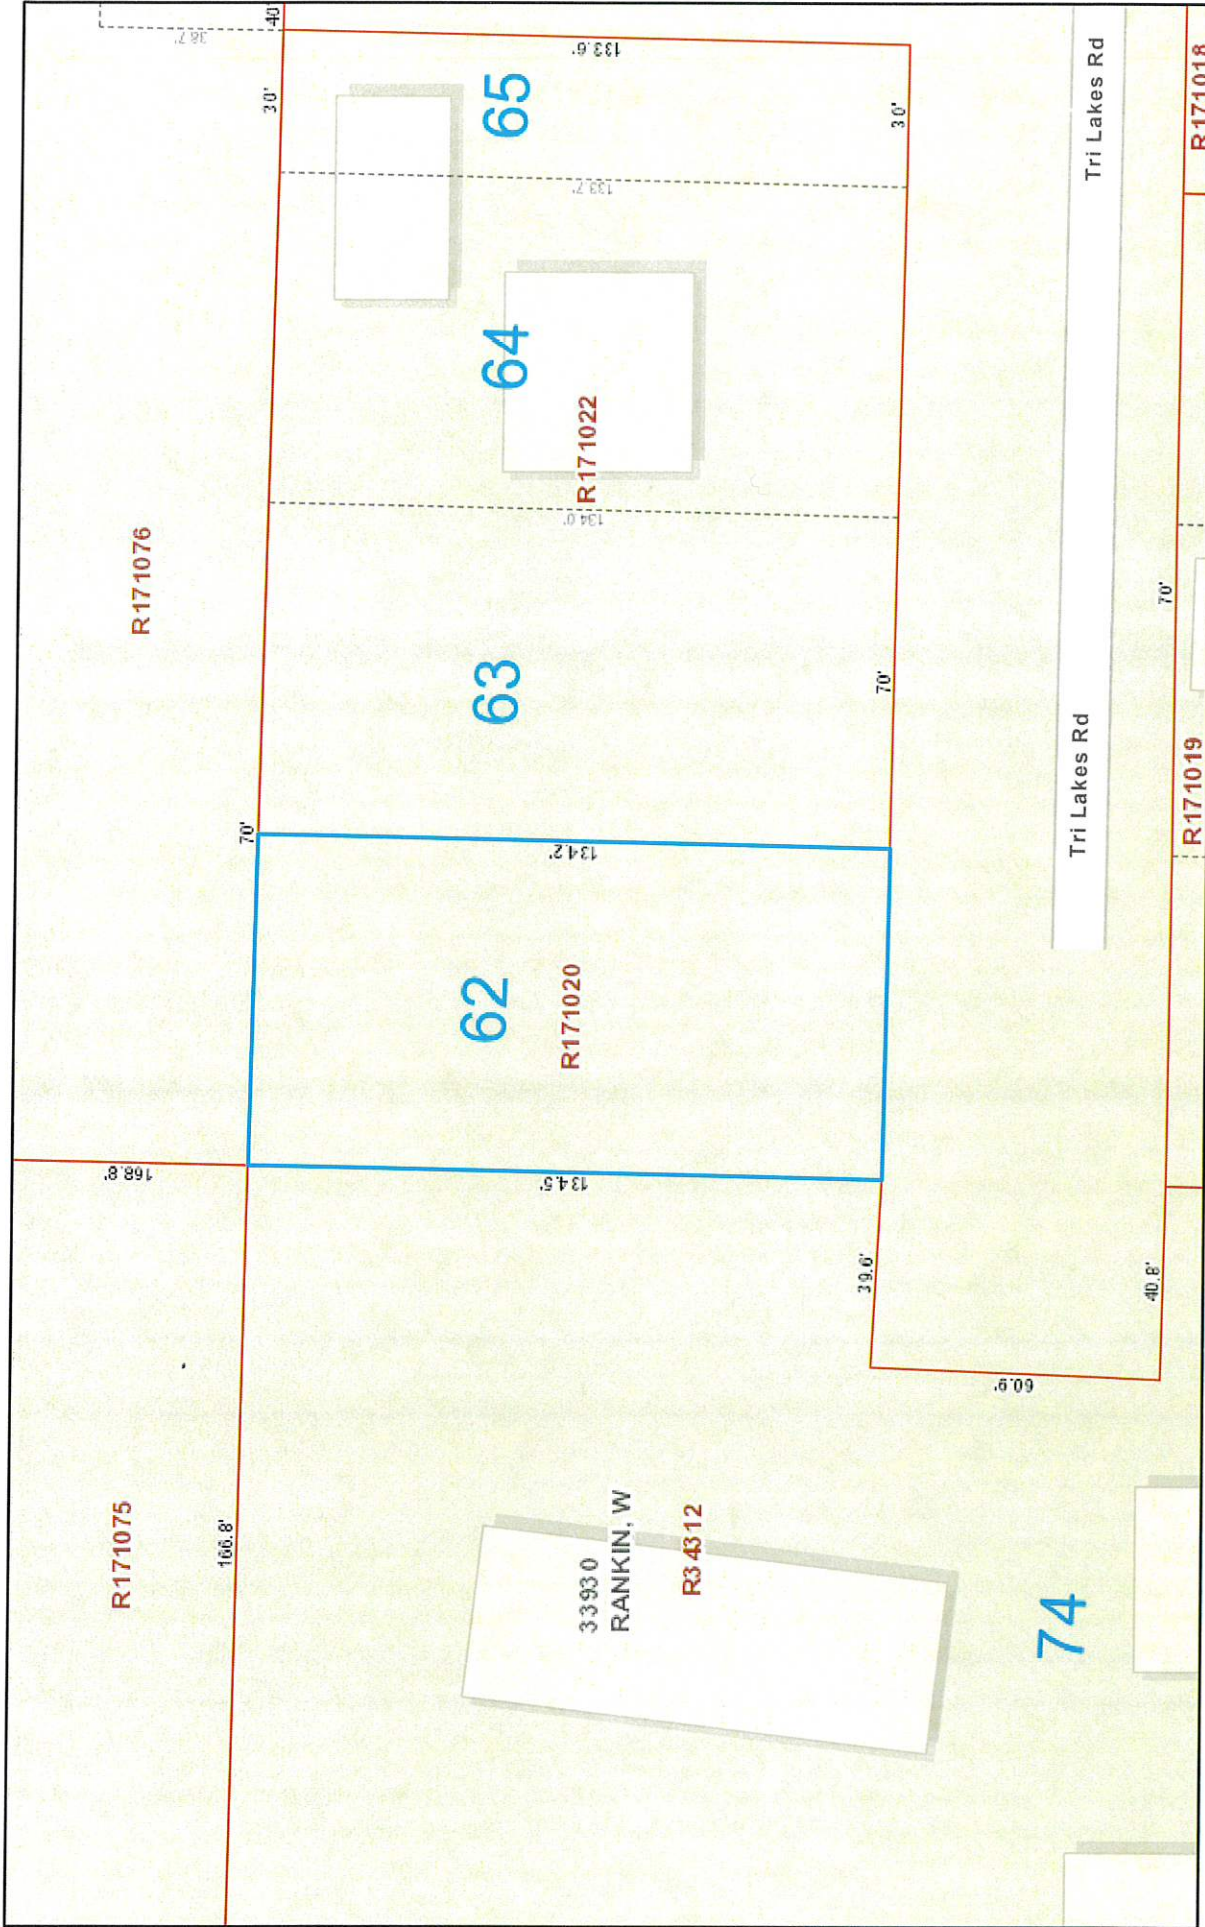 38.7'
40'
30'
133.6'
65
30'
Tri Lakes Rd
R171018
133.7'
64
R171022
134.0'
R171076
63
70'
70'
Tri Lakes Rd
R171019
70'
134.2'
62
R171020
168.8'
134.5'
39.6'
40.8'
60.9'
R171075
166.8'
33930
RANKIN, W
R34312
74